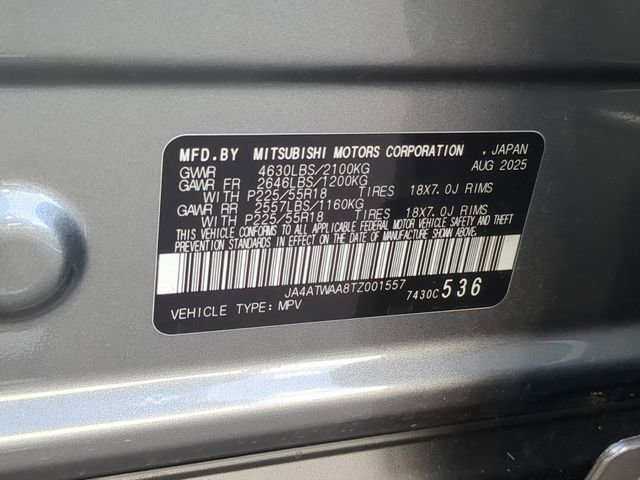 MFD.BY MITSUBISHI MOTORS CORPORATION , JAPAN
GVWR 4630LBS/2100KG AUG 2025
GAWR FR 2646LBS/1200KG
WITH P225/55R18 TIRES 18X7.0J RIMS
GAWR RR 2557LBS/1160KG
WITH P225/55R18 TIRES 18X7.0J RIMS
THIS VEHICLE CONFORMS TO ALL APPLICABLE FEDERAL MOTOR VEHICLE SAFETY AND THEFT
PREVENTION STANDARDS IN EFFECT ON THE DATE OF MANUFACTURE SHOWN ABOVE.
JA4ATWAA8TZ001557
VEHICLE TYPE:MPV 7430C 536